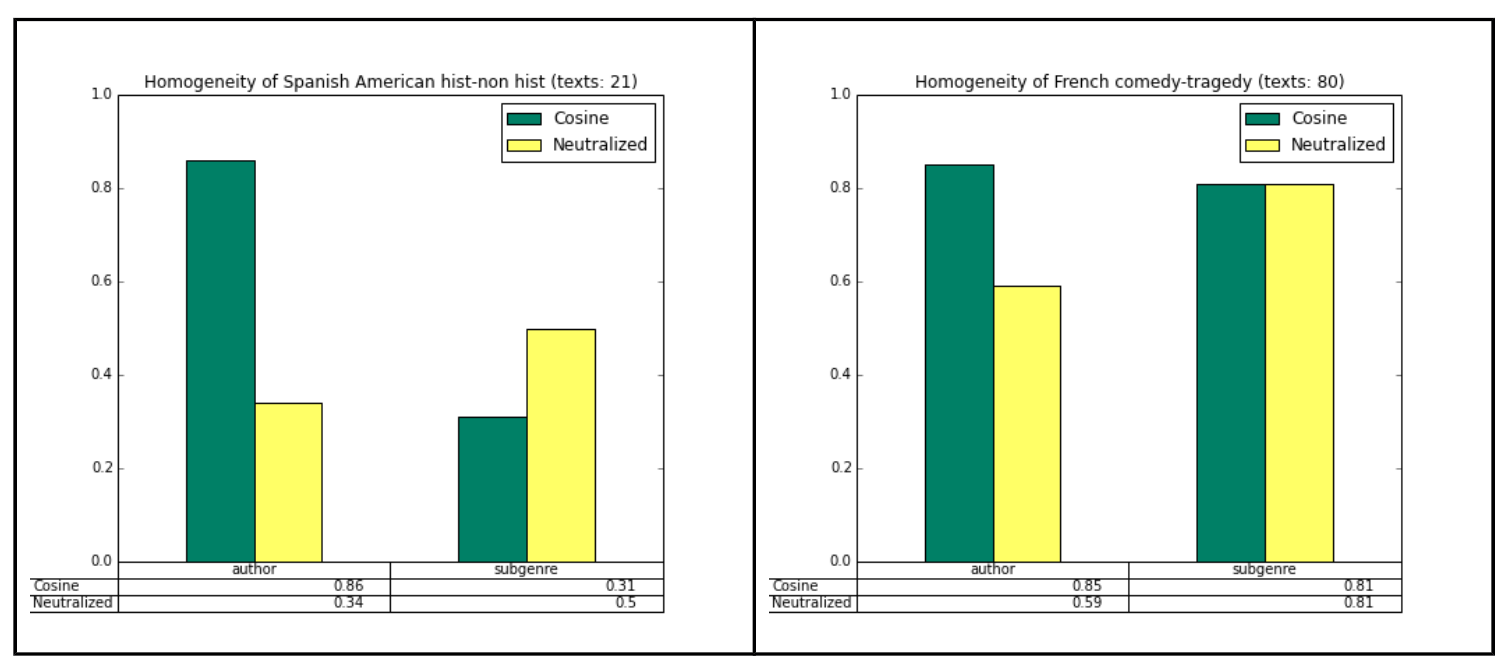 Homogeneity of Spanish American hist-non hist (texts: 21)
1.0
Cosine
Neutralized
0.8
0.6
0.4
0.2
0.0
author subgenre
Cosine 0.86 0.31
Neutralized 0.34 0.5
Homogeneity of French comedy-tragedy (texts: 80)
1.0
Cosine
Neutralized
0.8
0.6
0.4
0.2
0.0
author subgenre
Cosine 0.85 0.81
Neutralized 0.59 0.81